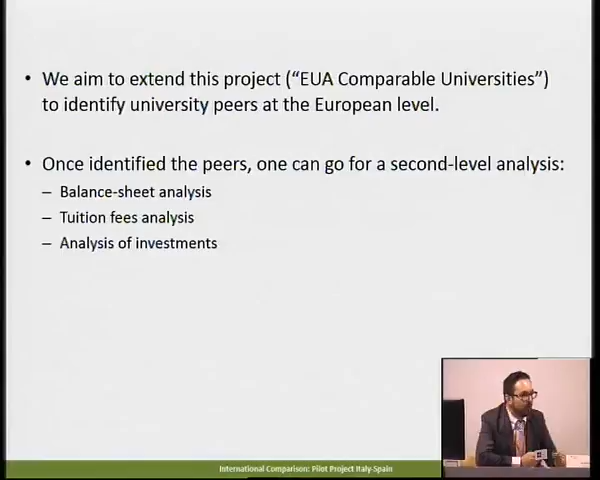 • We aim to extend this project (“EUA Comparable Universities”)
to identify university peers at the European level.
• Once identified the peers, one can go for a second-level analysis:
– Balance-sheet analysis
– Tuition fees analysis
– Analysis of investments
International Comparison: Pilot Project Italy-Spain